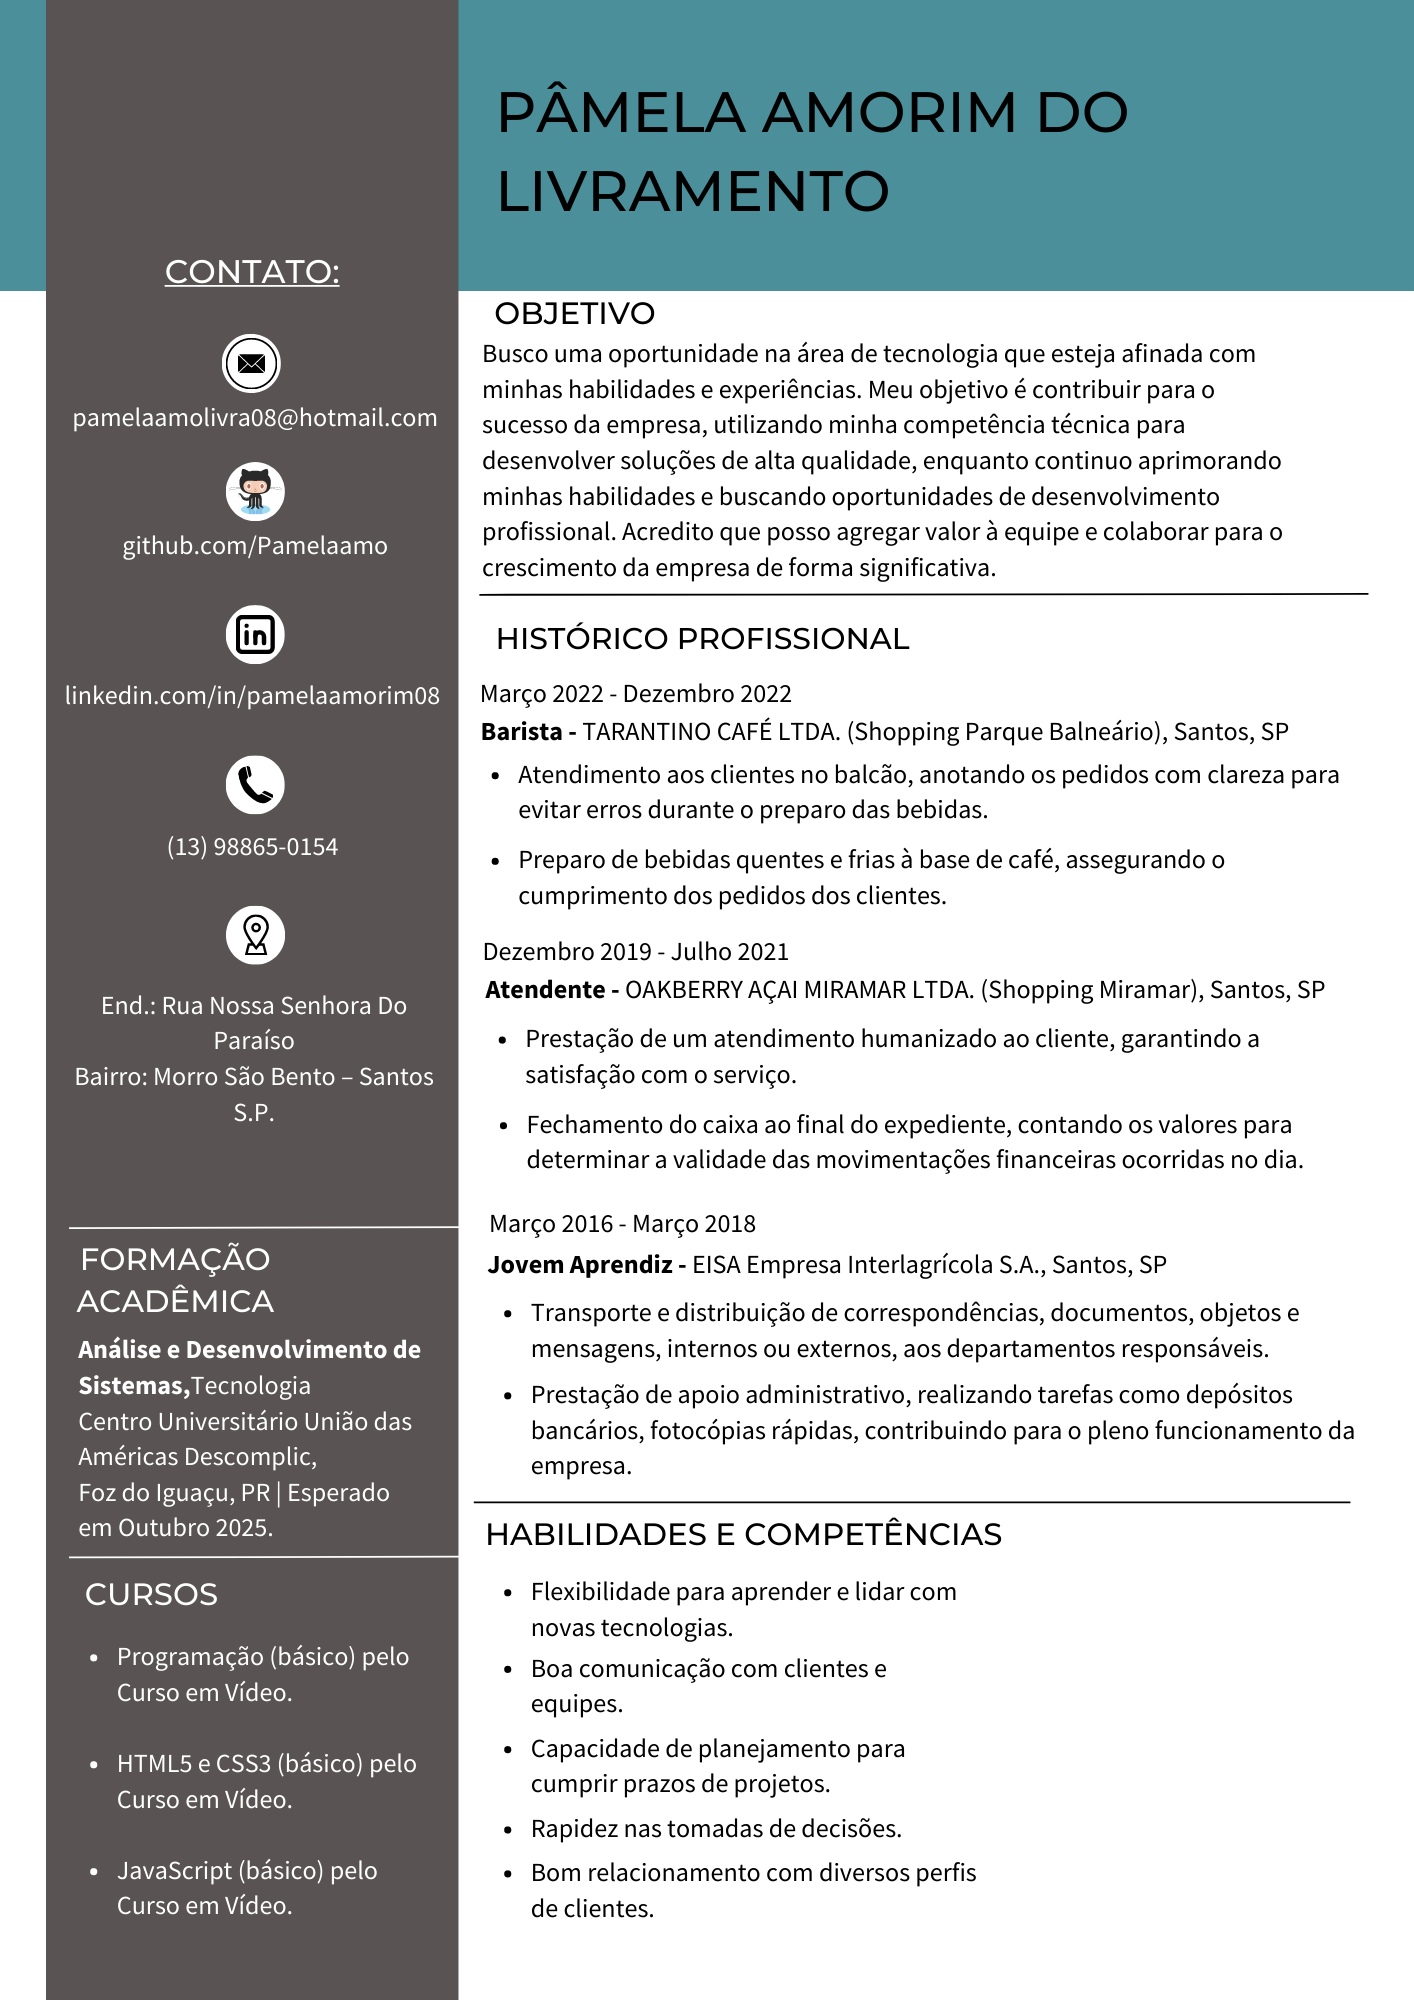 PÂMELA AMORIM DO
LIVRAMENTO
CONTATO:
pamelaamolivra08@hotmail.com
github.com/Pamelaamo
linkedin.com/in/pamelaamorim08
(13) 98865-0154
End.: Rua Nossa Senhora Do
Paraíso
Bairro: Morro São Bento – Santos
S.P.
FORMAÇÃO
ACADÊMICA
Análise e Desenvolvimento de
Sistemas,Tecnologia
Centro Universitário União das
Américas Descomplic,
Foz do Iguaçu, PR | Esperado
em Outubro 2025.
CURSOS
• Programação (básico) pelo
Curso em Vídeo.
• HTML5 e CSS3 (básico) pelo
Curso em Vídeo.
• JavaScript (básico) pelo
Curso em Vídeo.
OBJETIVO
Busco uma oportunidade na área de tecnologia que esteja afinada com
minhas habilidades e experiências. Meu objetivo é contribuir para o
sucesso da empresa, utilizando minha competência técnica para
desenvolver soluções de alta qualidade, enquanto continuo aprimorando
minhas habilidades e buscando oportunidades de desenvolvimento
profissional. Acredito que posso agregar valor à equipe e colaborar para o
crescimento da empresa de forma significativa.
HISTÓRICO PROFISSIONAL
Março 2022 - Dezembro 2022
Barista - TARANTINO CAFÉ LTDA. (Shopping Parque Balneário), Santos, SP
• Atendimento aos clientes no balcão, anotando os pedidos com clareza para
evitar erros durante o preparo das bebidas.
• Preparo de bebidas quentes e frias à base de café, assegurando o
cumprimento dos pedidos dos clientes.
Dezembro 2019 - Julho 2021
Atendente - OAKBERRY AÇAI MIRAMAR LTDA. (Shopping Miramar), Santos, SP
• Prestação de um atendimento humanizado ao cliente, garantindo a
satisfação com o serviço.
• Fechamento do caixa ao final do expediente, contando os valores para
determinar a validade das movimentações financeiras ocorridas no dia.
Março 2016 - Março 2018
Jovem Aprendiz - EISA Empresa Interlagrícola S.A., Santos, SP
• Transporte e distribuição de correspondências, documentos, objetos e
mensagens, internos ou externos, aos departamentos responsáveis.
• Prestação de apoio administrativo, realizando tarefas como depósitos
bancários, fotocópias rápidas, contribuindo para o pleno funcionamento da
empresa.
HABILIDADES E COMPETÊNCIAS
• Flexibilidade para aprender e lidar com
novas tecnologias.
• Boa comunicação com clientes e
equipes.
• Capacidade de planejamento para
cumprir prazos de projetos.
• Rapidez nas tomadas de decisões.
• Bom relacionamento com diversos perfis
de clientes.